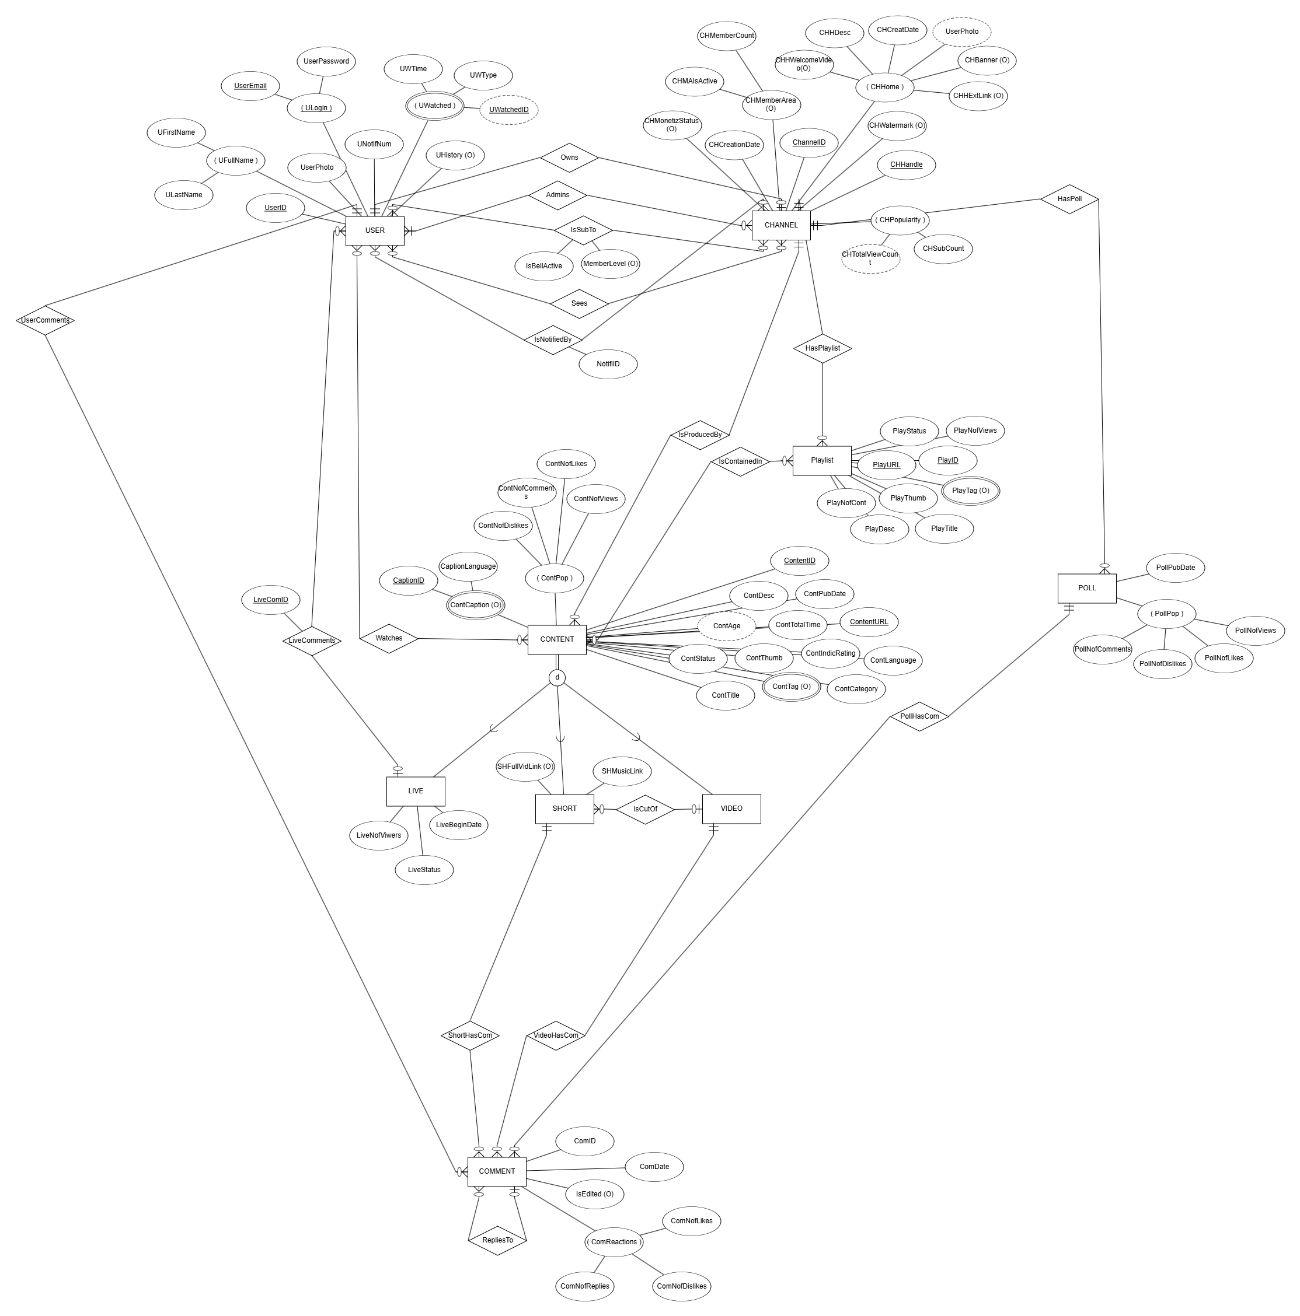 CHMemberCount
CHHDesc
CHCreatDate
UserPhoto
UserPassword
CHHWelcomeVide
o(O)
CHBanner (O)
UWTime
UWType
CHMAIsActive
UserEmail
( CHHome )
CHHExtLink (O)
( ULogin )
( UWatched )
UWatchedID
CHMemberArea
(O)
CHMonetizStatus
(O)
CHWatermark (O)
UFirstName
UNotifNum
CHCreationDate
ChannelID
( UFullName )
UHistory (O)
Owns
CHHandle
UserPhoto
ULastName
Admins
HasPoll
UserID
USER
IsSubTo
CHANNEL
( CHPopularity )
CHSubCount
CHTotalViewCoun
t
IsBellActive
MemberLevel (O)
Sees
UserComments
IsNotifiedBy
HasPlaylist
NotifiID
IsProducedBy
PlayStatus
PlayNofViews
IsContainedIn
Playlist
PlayURL
PlayID
ContNofLikes
ContNofComment
s
ContNofViews
PlayTag (O)
PlayNofCont
PlayThumb
ContNofDislikes
PlayDesc
PlayTitle
CaptionLanguage
ContentID
PollPubDate
CaptionID
( ContPop )
POLL
ContDesc
ContPubDate
LiveComID
ContCaption (O)
( PollPop )
ContAge
ContTotalTime
ContentURL
PollNofViews
LiveComments
Watches
CONTENT
PollNofComments
ContStatus
ContThumb
ContIndicRating
ContLanguage
PollNofDislikes
PollNofLikes
d
ContTitle
ContTag (O)
ContCategory
PollHasCom
SHFullVidLink (O)
SHMusicLink
LIVE
SHORT
IsCutOf
VIDEO
LiveNofViwers
LiveBeginDate
LiveStatus
ShortHasCom
VideoHasCom
ComID
COMMENT
ComDate
IsEdited (O)
RepliesTo
ComNofLikes
( ComReactions )
ComNofReplies
ComNofDislikes